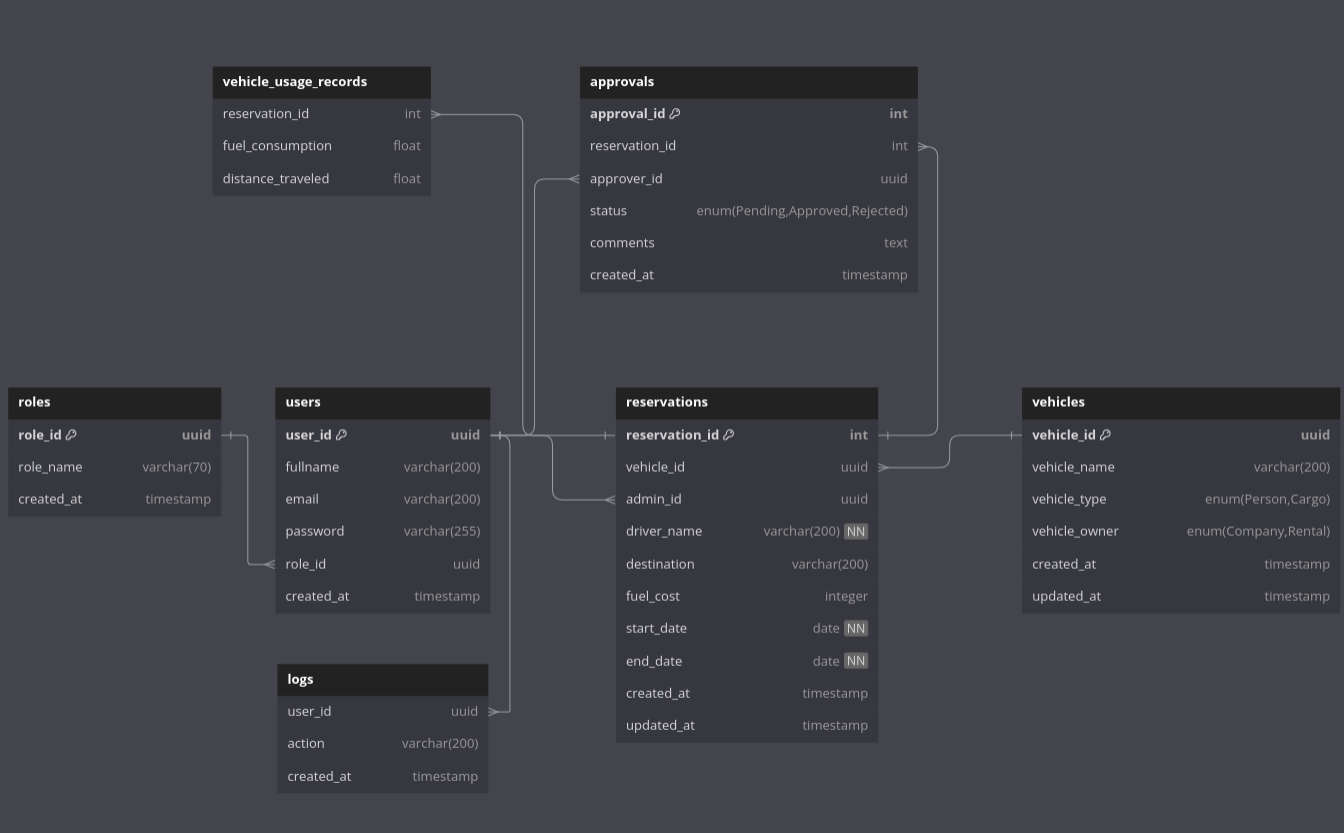 vehicle_usage_records
reservation_id int
fuel_consumption float
distance_traveled float
approvals
approval_id int
reservation_id int
approver_id uuid
status enum(Pending,Approved,Rejected)
comments text
created_at timestamp
roles
role_id uuid
role_name varchar(70)
created_at timestamp
users
user_id uuid
fullname varchar(200)
email varchar(200)
password varchar(255)
role_id uuid
created_at timestamp
reservations
reservation_id int
vehicle_id uuid
admin_id uuid
driver_name varchar(200) NN
destination varchar(200)
fuel_cost integer
start_date date NN
end_date date NN
created_at timestamp
updated_at timestamp
vehicles
vehicle_id uuid
vehicle_name varchar(200)
vehicle_type enum(Person,Cargo)
vehicle_owner enum(Company,Rental)
created_at timestamp
updated_at timestamp
logs
user_id uuid
action varchar(200)
created_at timestamp